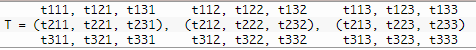 t111, t121, t131 t112, t122, t132 t113, t123, t133
T = (t211, t221, t231), (t212, t222, t232), (t213, t223, t233)
t311, t321, t331 t312, t322, t332 t313, t323, t333